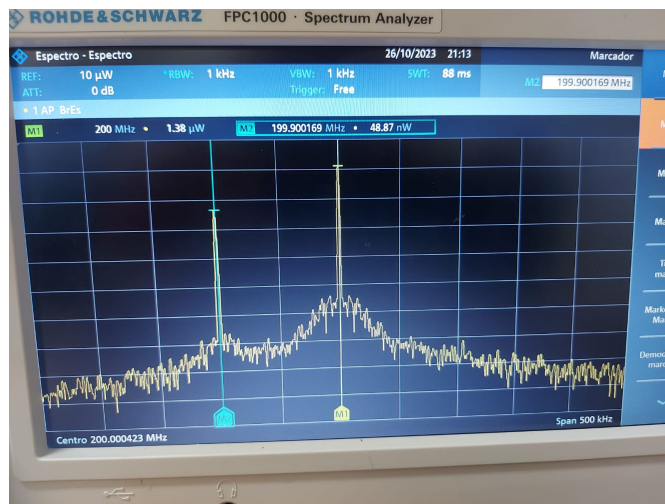 ROHDE & SCHWARZ FPC1000 · Spectrum Analyzer
Espectro - Espectro 26/10/2023 21:13 Marcador
REF: 10 µW *RBW: 1 kHz VBW: 1 kHz SWT: 88 ms M2 199.900169 MHz
ATT: 0 dB Trigger: Free
• 1 AP BrEs
M1 200 MHz • 1.38 µW M2 199.900169 MHz • 48.87 nW
M1
Centro 200.000423 MHz Span 500 kHz